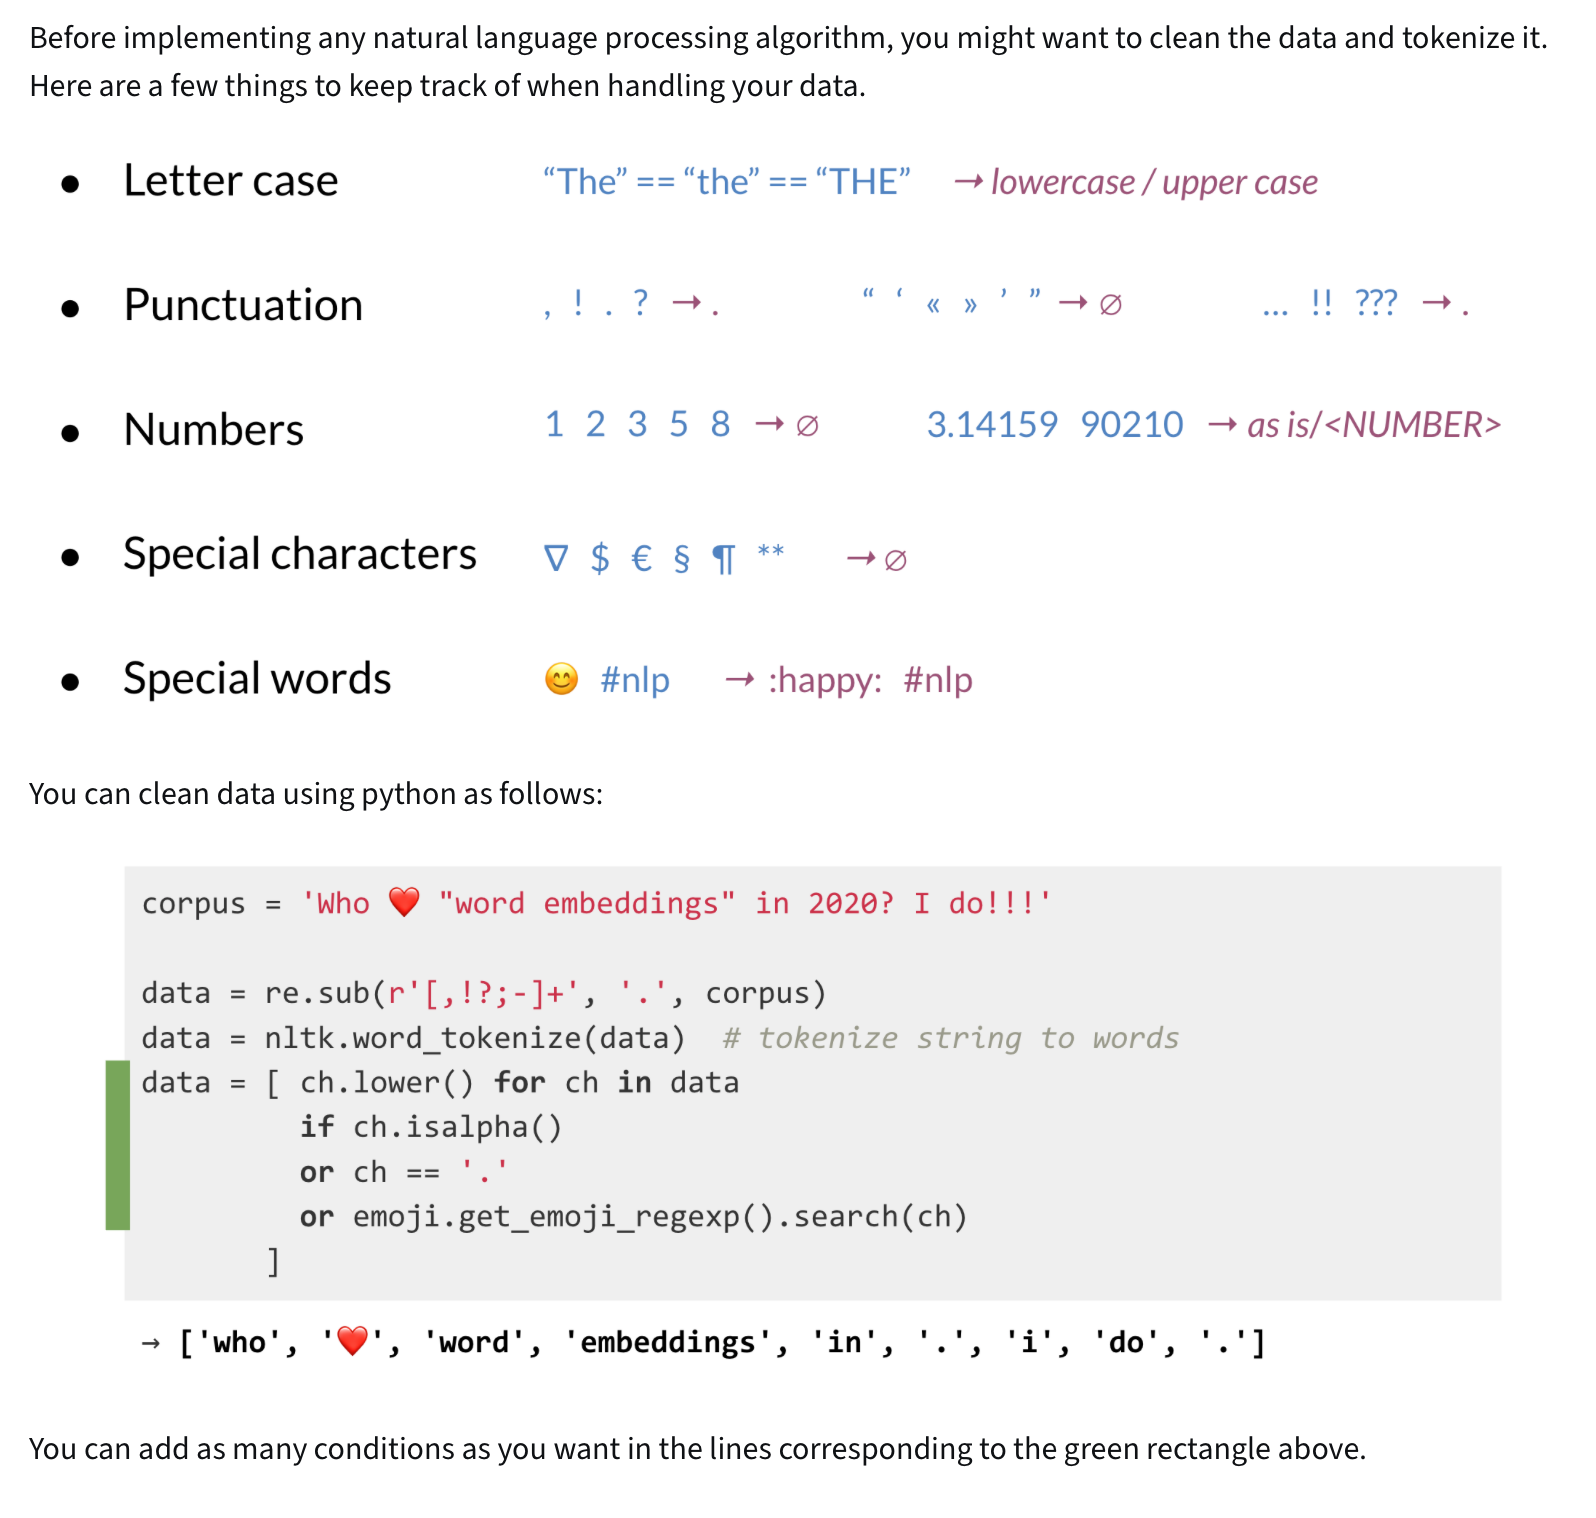 Before implementing any natural language processing algorithm, you might want to clean the data and tokenize it.
Here are a few things to keep track of when handling your data.
● Letter case “The” == “the” == “THE” → lowercase / upper case
● Punctuation , ! . ? → . “ ‘ « » ’ ” → ∅ ... !! ??? → .
● Numbers 1 2 3 5 8 → ∅ 3.14159 90210 → as is/<NUMBER>
● Special characters ∇ $ € § ¶ ** → ∅
● Special words 😊 #nlp → :happy: #nlp
You can clean data using python as follows:
corpus = 'Who ❤️ "word embeddings" in 2020? I do!!!'
data = re.sub(r'[,!?;-]+', '.', corpus)
data = nltk.word_tokenize(data)  # tokenize string to words
data = [ ch.lower() for ch in data
         if ch.isalpha()
         or ch == '.'
         or emoji.get_emoji_regexp().search(ch)
       ]
→ ['who', '❤️', 'word', 'embeddings', 'in', '.', 'i', 'do', '.']
You can add as many conditions as you want in the lines corresponding to the green rectangle above.